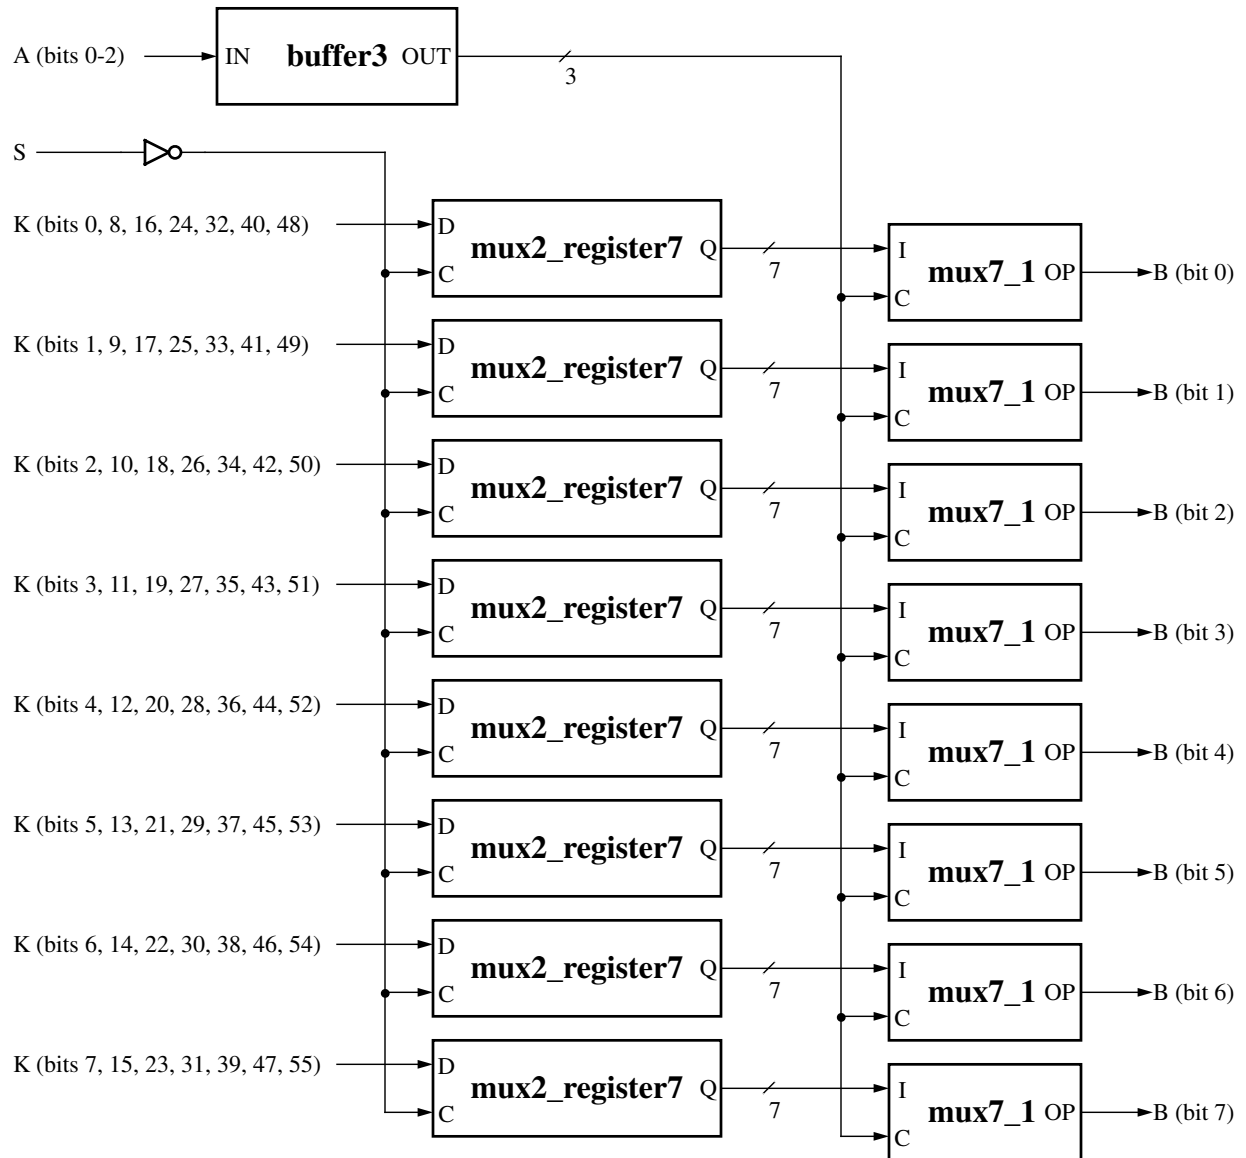 A (bits 0-2) IN buffer3 OUT 3
S
K (bits 0, 8, 16, 24, 32, 40, 48) D C mux2_register7 Q 7 I C mux7_1 OP B (bit 0)
K (bits 1, 9, 17, 25, 33, 41, 49) D C mux2_register7 Q 7 I C mux7_1 OP B (bit 1)
K (bits 2, 10, 18, 26, 34, 42, 50) D C mux2_register7 Q 7 I C mux7_1 OP B (bit 2)
K (bits 3, 11, 19, 27, 35, 43, 51) D C mux2_register7 Q 7 I C mux7_1 OP B (bit 3)
K (bits 4, 12, 20, 28, 36, 44, 52) D C mux2_register7 Q 7 I C mux7_1 OP B (bit 4)
K (bits 5, 13, 21, 29, 37, 45, 53) D C mux2_register7 Q 7 I C mux7_1 OP B (bit 5)
K (bits 6, 14, 22, 30, 38, 46, 54) D C mux2_register7 Q 7 I C mux7_1 OP B (bit 6)
K (bits 7, 15, 23, 31, 39, 47, 55) D C mux2_register7 Q 7 I C mux7_1 OP B (bit 7)